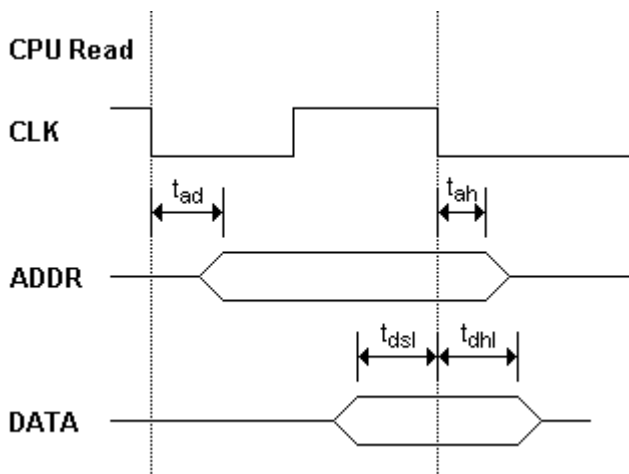 CPU Read
CLK
t_ad t_ah
ADDR
t_dsl t_dhl
DATA